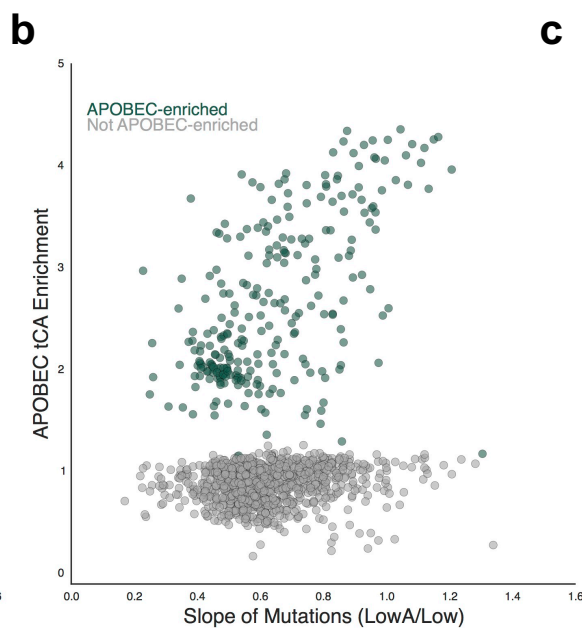 b
c
5
APOBEC-enriched
Not APOBEC-enriched
4
3
2
1
0
APOBEC tCA Enrichment
0.0 0.2 0.4 0.6 0.8 1.0 1.2 1.4 1.6
Slope of Mutations (LowA/Low)